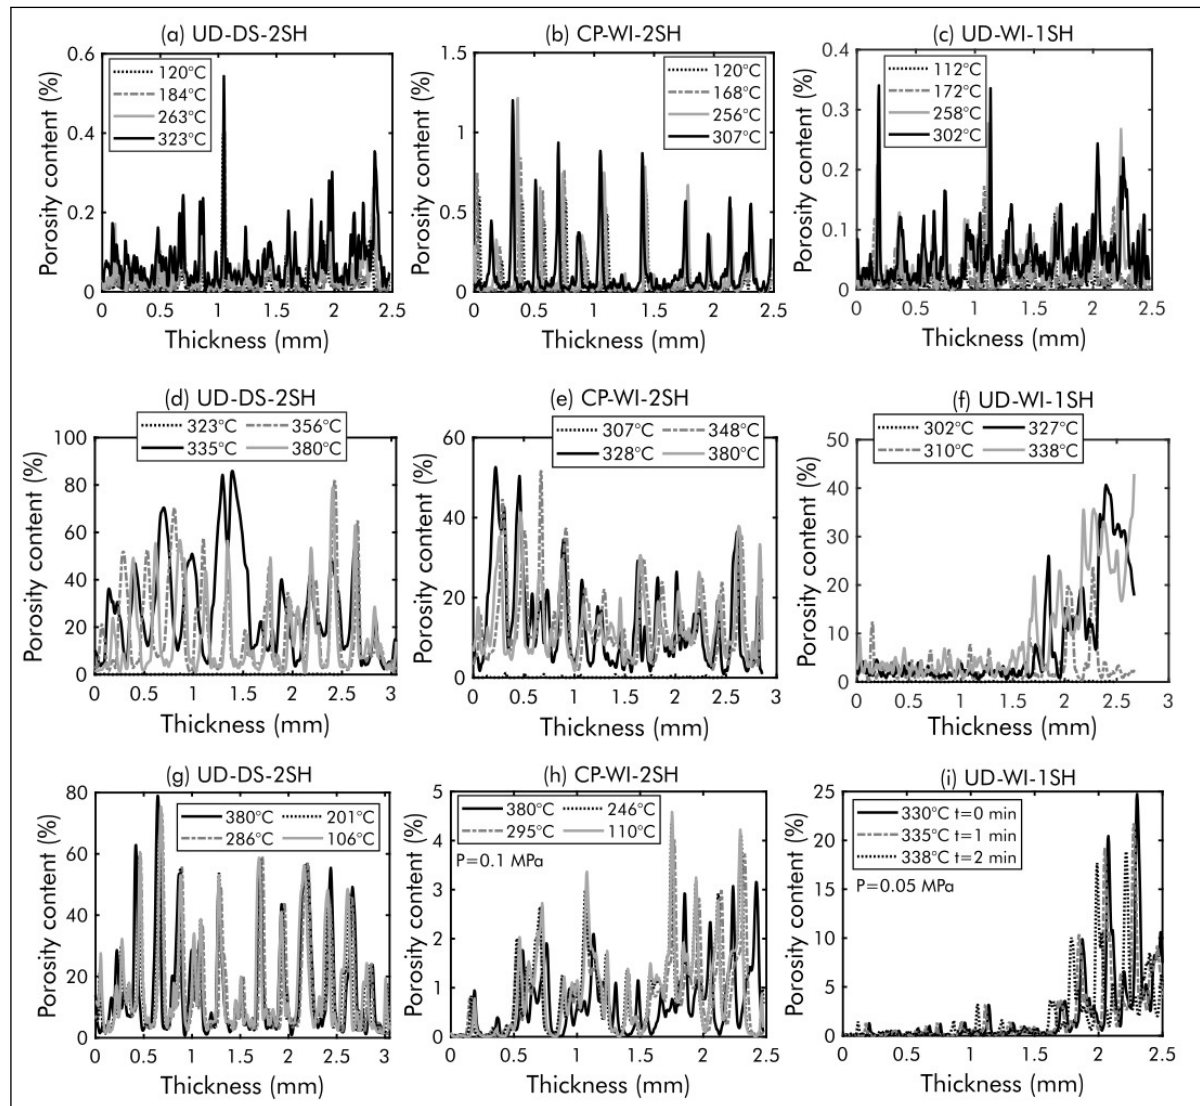 (a) UD-DS-2SH
Porosity content (%)
0.6
0.4
0.2
0
120°C
184°C
263°C
323°C
0 0.5 1 1.5 2 2.5
Thickness (mm)
(b) CP-WI-2SH
Porosity content (%)
1.5
1
0.5
0
120°C
168°C
256°C
307°C
0 0.5 1 1.5 2 2.5
Thickness (mm)
(c) UD-WI-1SH
Porosity content (%)
0.4
0.3
0.2
0.1
0
112°C
172°C
258°C
302°C
0 0.5 1 1.5 2 2.5
Thickness (mm)
(d) UD-DS-2SH
323°C 356°C
335°C 380°C
Porosity content (%)
100
80
60
40
20
0
0 0.5 1 1.5 2 2.5 3
Thickness (mm)
(e) CP-WI-2SH
307°C 348°C
328°C 380°C
Porosity content (%)
60
40
20
0
0 0.5 1 1.5 2 2.5 3
Thickness (mm)
(f) UD-WI-1SH
302°C 327°C
310°C 338°C
Porosity content (%)
50
40
30
20
10
0
0 0.5 1 1.5 2 2.5 3
Thickness (mm)
(g) UD-DS-2SH
380°C 201°C
286°C 106°C
Porosity content (%)
80
60
40
20
0
0 0.5 1 1.5 2 2.5 3
Thickness (mm)
(h) CP-WI-2SH
380°C 246°C
295°C 110°C
P=0.1 MPa
Porosity content (%)
5
4
3
2
1
0
0 0.5 1 1.5 2 2.5
Thickness (mm)
(i) UD-WI-1SH
330°C t=0 min
335°C t=1 min
338°C t=2 min
P=0.05 MPa
Porosity content (%)
25
20
15
10
5
0
0 0.5 1 1.5 2 2.5
Thickness (mm)